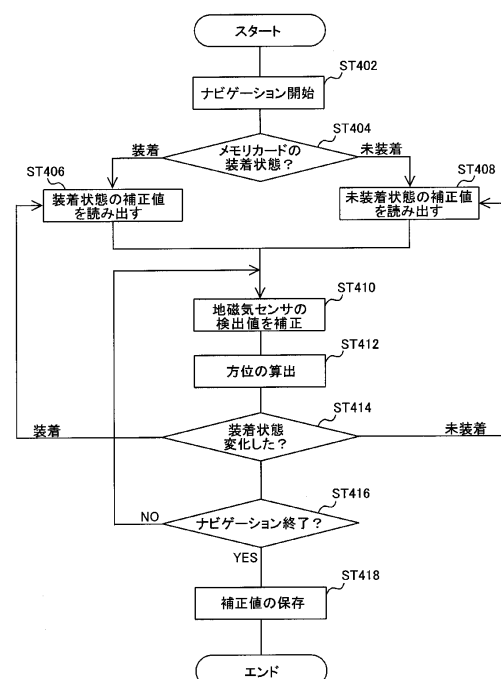 スタート
ST402
ナビゲーション開始
ST404
メモリカードの
装着状態？
装着
未装着
ST406
装着状態の補正値
を読み出す
ST408
未装着状態の補正値
を読み出す
ST410
地磁気センサの
検出値を補正
ST412
方位の算出
ST414
装着状態
変化した？
装着
未装着
ST416
ナビゲーション終了？
NO
YES
ST418
補正値の保存
エンド